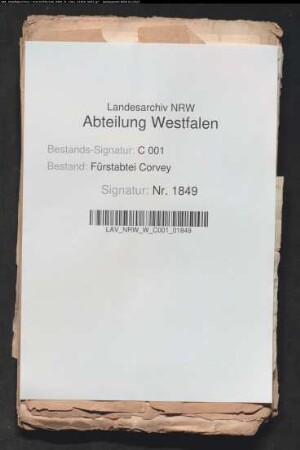 Landesarchiv NRW
Abteilung Westfalen
Bestands-Signatur: C 001
Bestand: Fürstabtei Corvey
Signatur: Nr. 1849
LAV_NRW_W_C001_01849